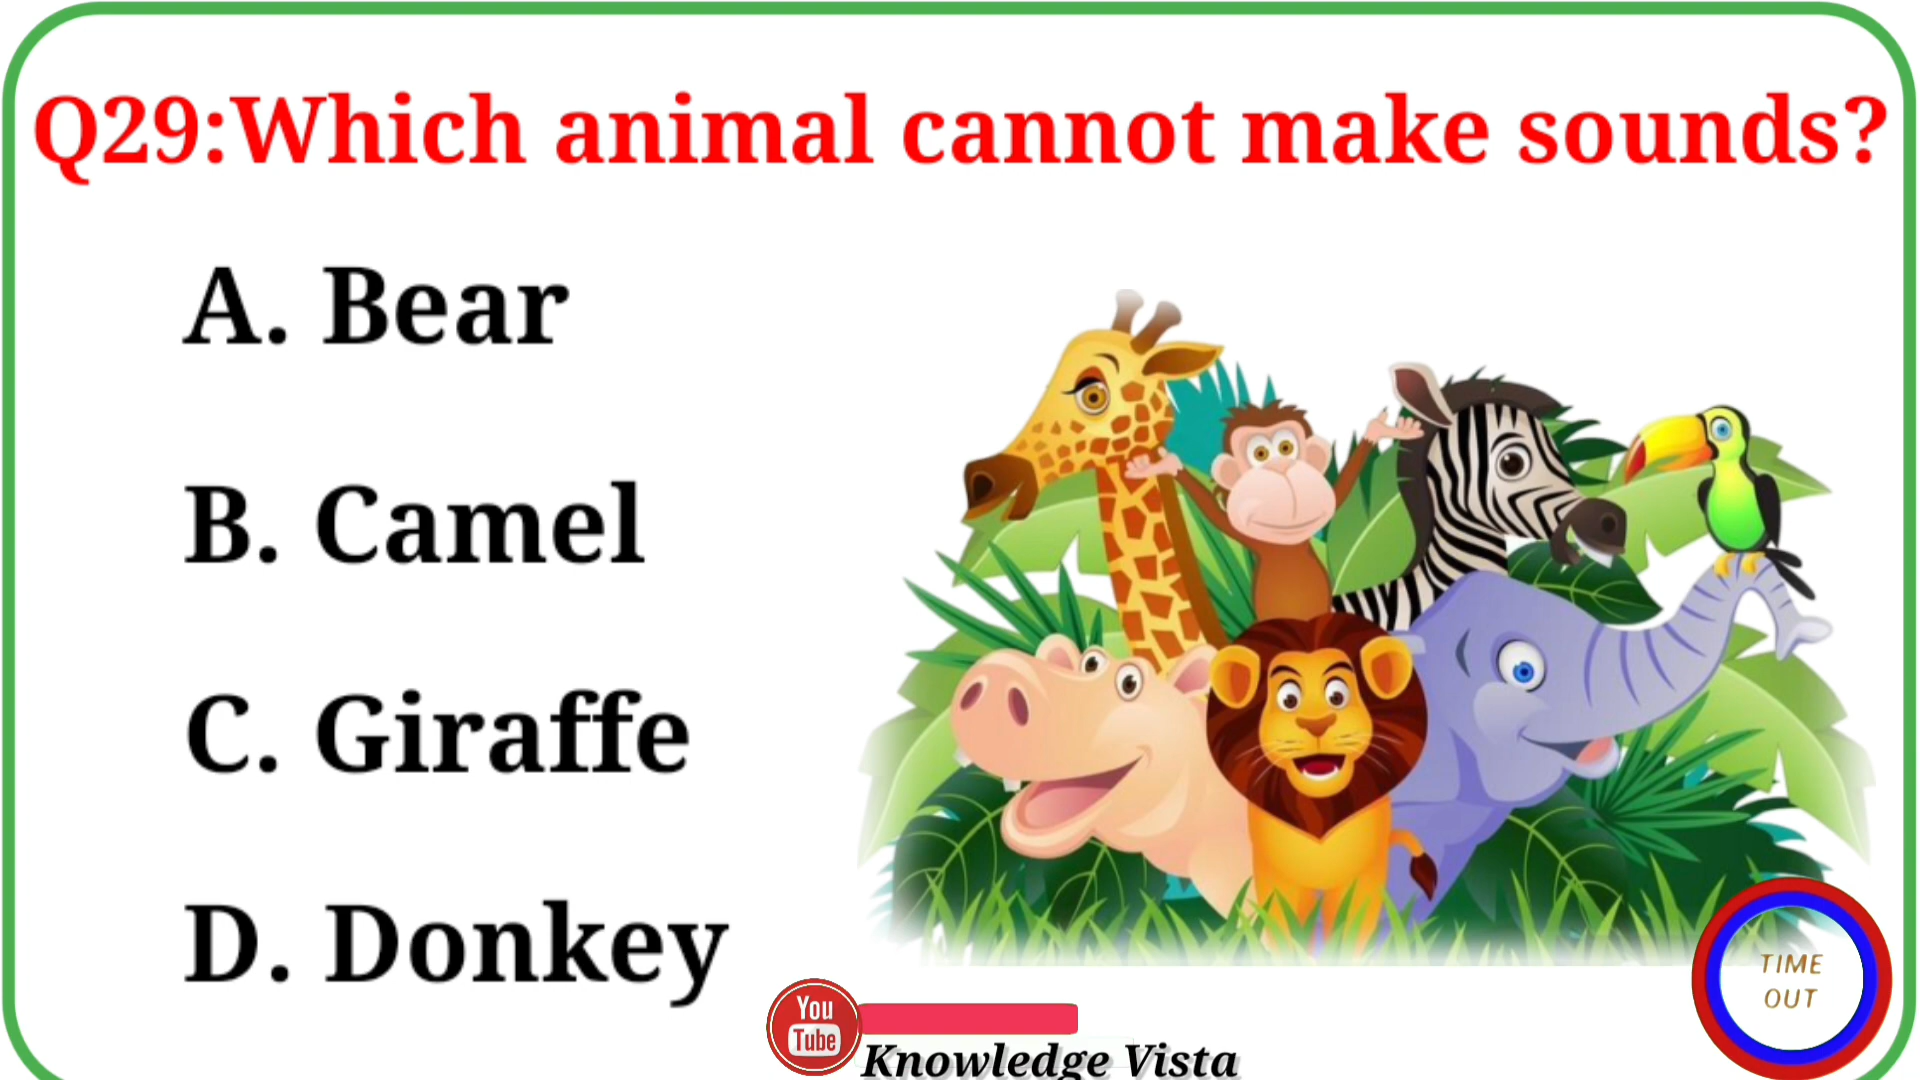 Q29:Which animal cannot make sounds?
A. Bear
B. Camel
C. Giraffe
D. Donkey
TIME
OUT
You
Tube
Knowledge Vista